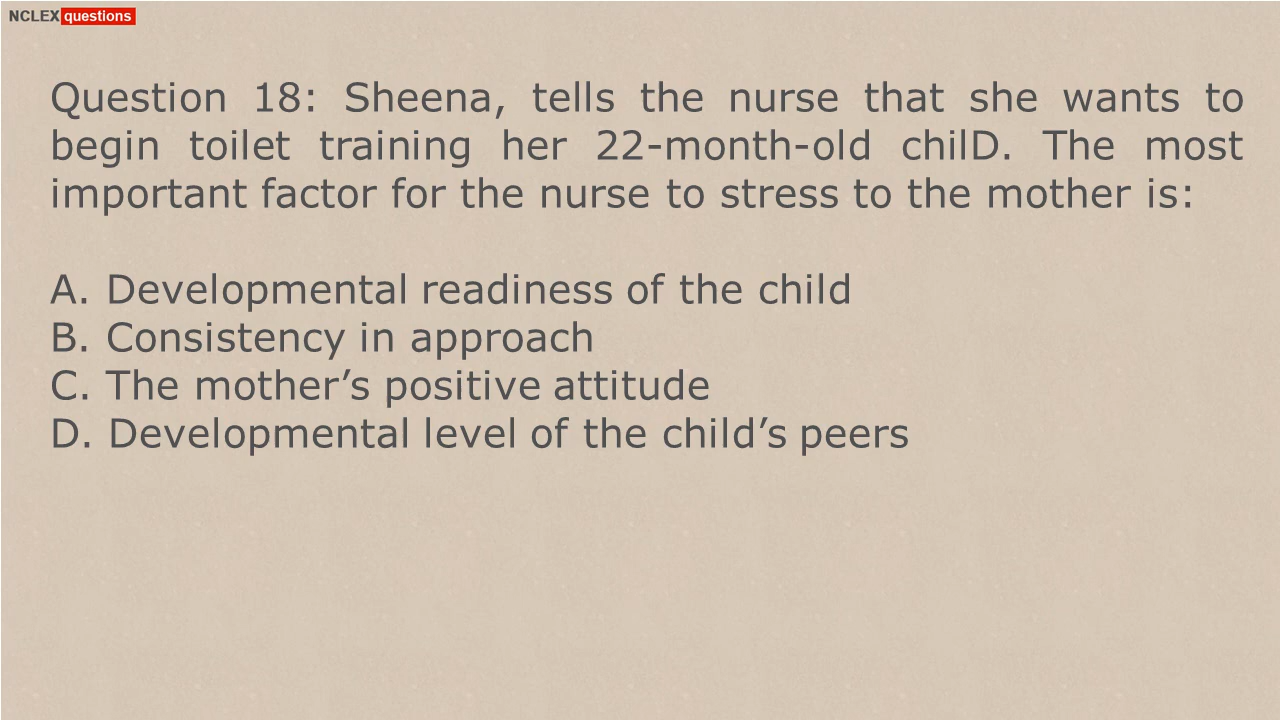 NCLEX questions
Question 18: Sheena, tells the nurse that she wants to
begin toilet training her 22-month-old chilD. The most
important factor for the nurse to stress to the mother is:
A. Developmental readiness of the child
B. Consistency in approach
C. The mother’s positive attitude
D. Developmental level of the child’s peers